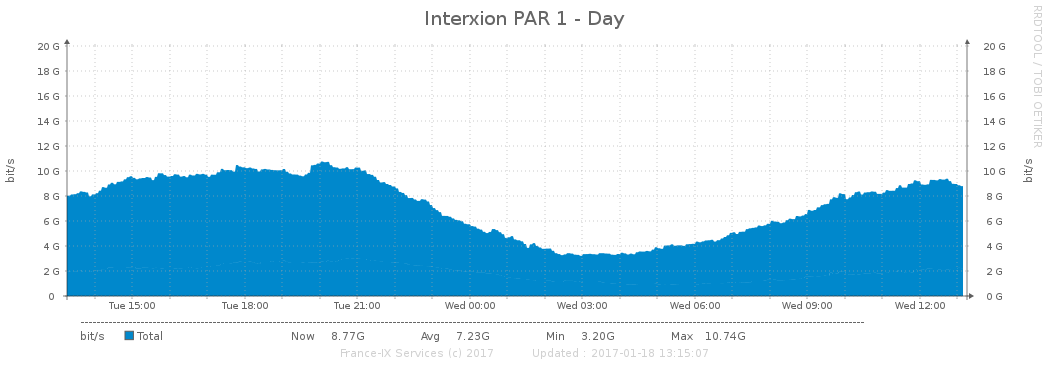 Interxion PAR 1 - Day
RRDTOOL / TOBI OETIKER
bit/s
20 G
18 G
16 G
14 G
12 G
10 G
8 G
6 G
4 G
2 G
0
20 G
18 G
16 G
14 G
12 G
10 G
8 G
6 G
4 G
2 G
0 G
bit/s
Tue 15:00 Tue 18:00 Tue 21:00 Wed 00:00 Wed 03:00 Wed 06:00 Wed 09:00 Wed 12:00
bit/s Total Now 8.77G Avg 7.23G Min 3.20G Max 10.74G
France-IX Services (c) 2017 Updated : 2017-01-18 13:15:07